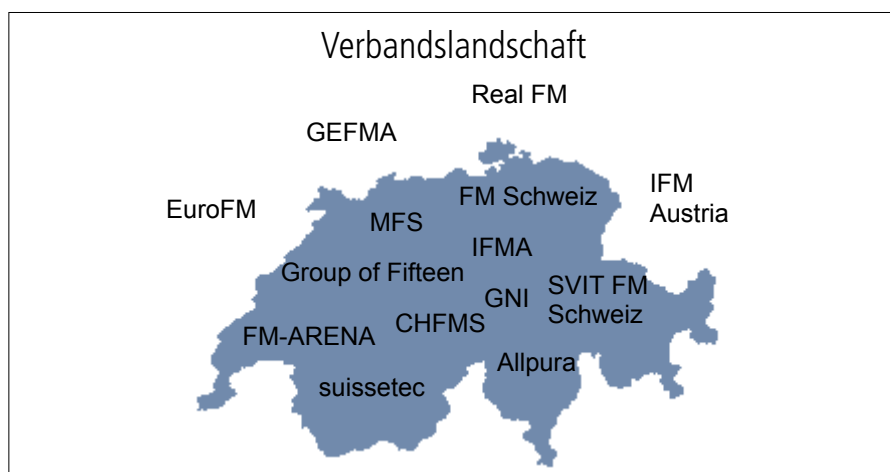 Verbandslandschaft
Real FM
GEFMA
EuroFM
IFM
Austria
FM Schweiz
MFS
IFMA
Group of Fifteen
GNI
SVIT FM
Schweiz
CHFMS
FM-ARENA
Allpura
suissetec